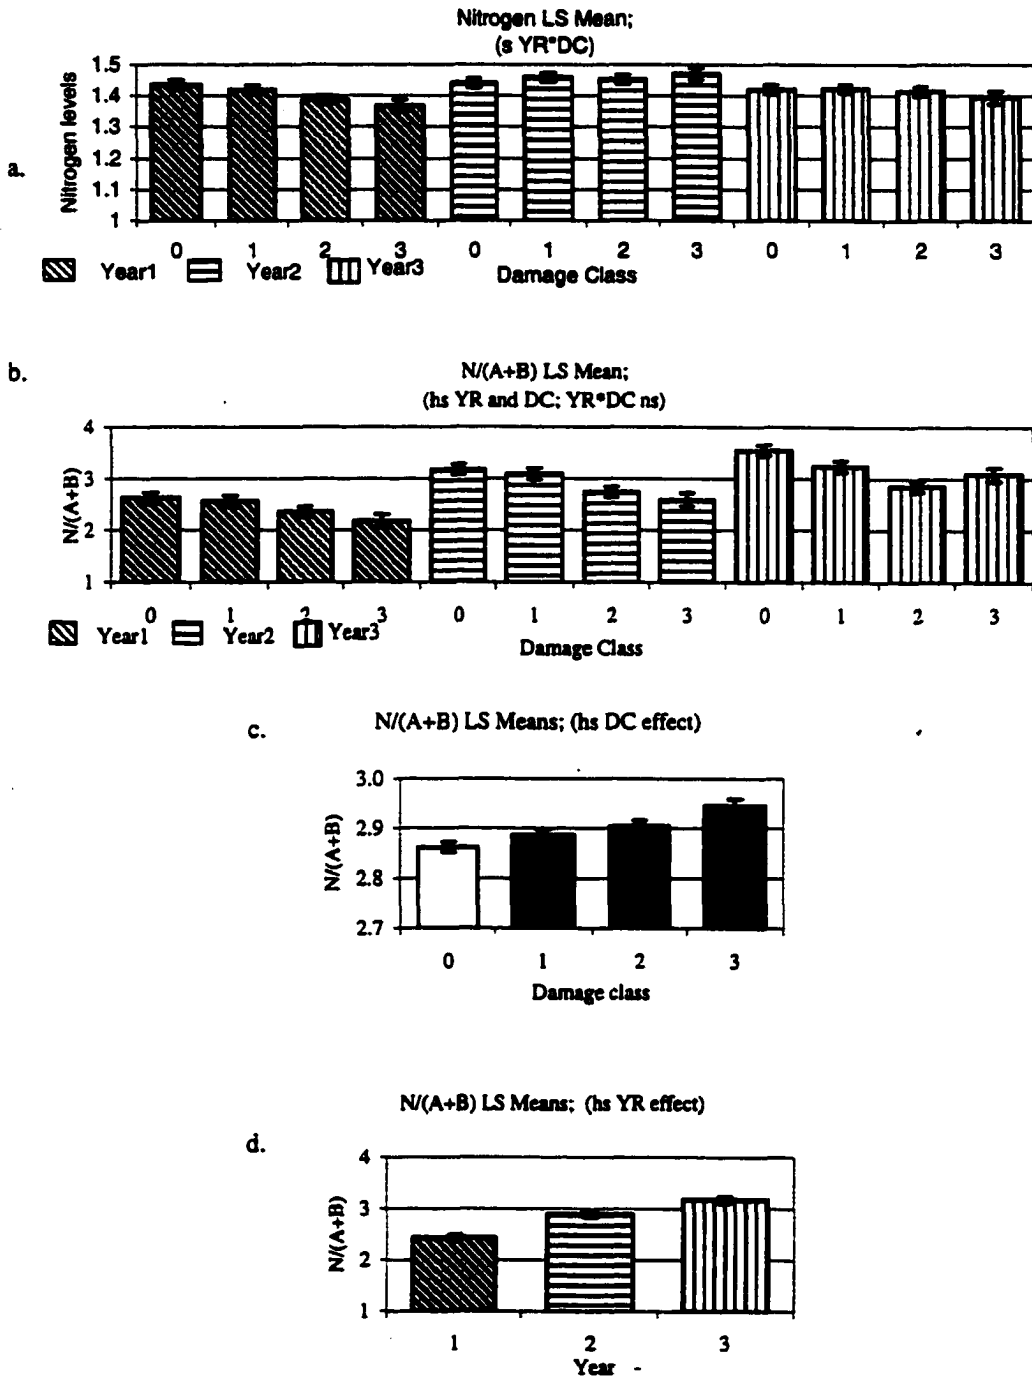 Nitrogen LS Mean;
(s YR*DC)
a.
Nitrogen levels
1.5
1.4
1.3
1.2
1.1
1
0 1 2 3 0 1 2 3 0 1 2 3
Year1 Year2 Year3 Damage Class
b.
N/(A+B) LS Mean;
(hs YR and DC; YR*DC ns)
N/(A+B)
4
3
2
1
0 1 2 3 0 1 2 3 0 1 2 3
Year1 Year2 Year3 Damage Class
c.
N/(A+B) LS Means; (hs DC effect)
N/(A+B)
3.0
2.9
2.8
2.7
0 1 2 3
Damage class
N/(A+B) LS Means; (hs YR effect)
d.
N/(A+B)
4
3
2
1
1 2 3
Year